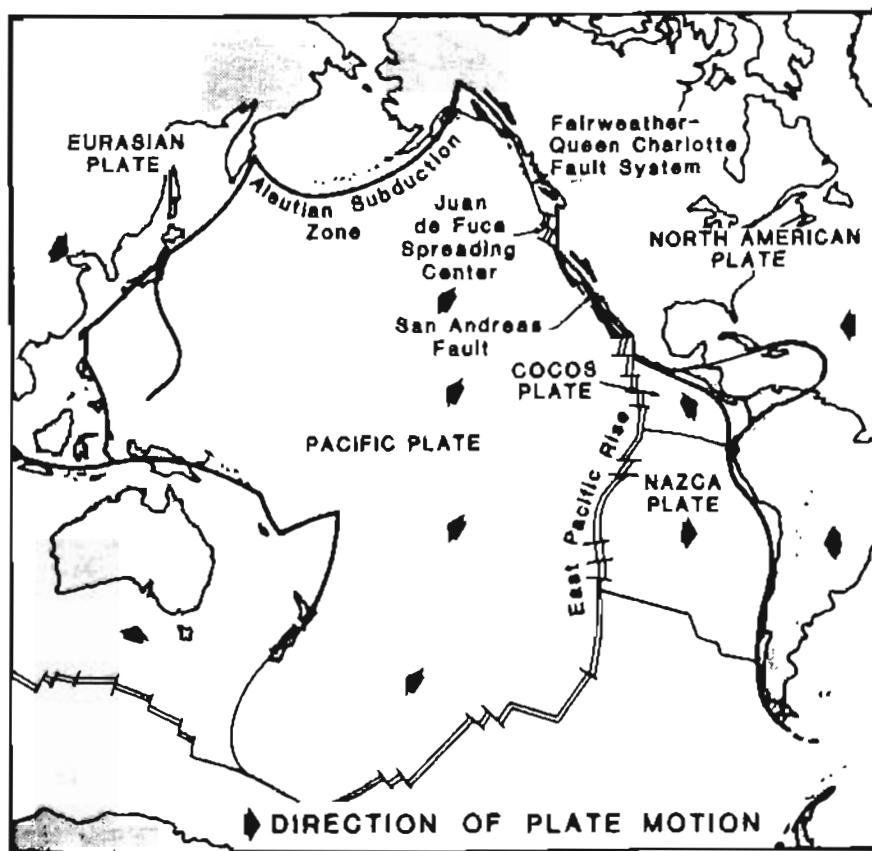 EURASIAN
PLATE
Aleutian Subduction
Zone
Fairweather-
Queen Charlotte
Fault System
Juan
de Fuca
Spreading
Center
NORTH AMERICAN
PLATE
San Andreas
Fault
COCOS
PLATE
PACIFIC PLATE
East Pacific Rise
NAZCA
PLATE
DIRECTION OF PLATE MOTION